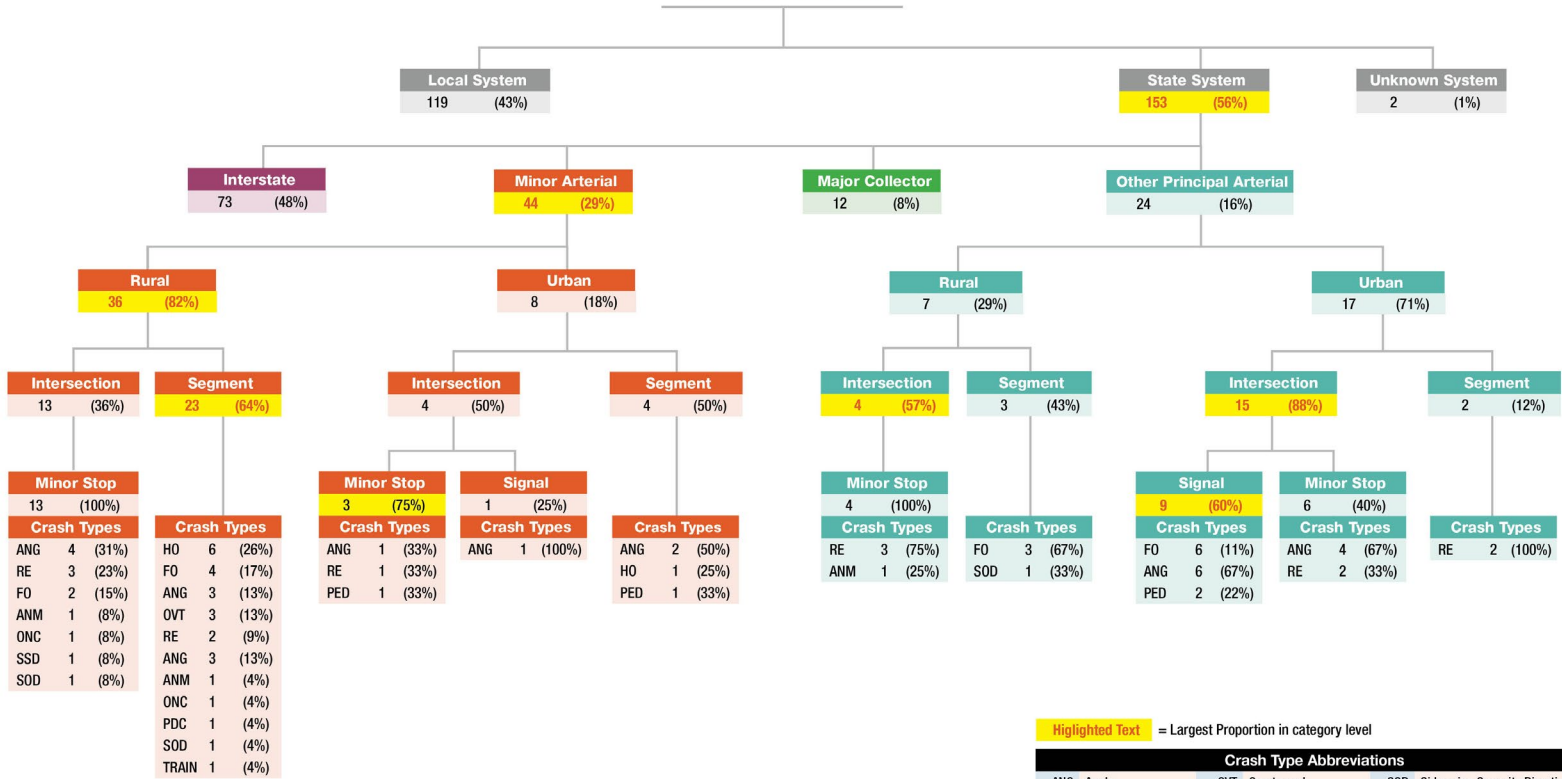 Local System
119 (43%)
State System
153 (56%)
Unknown System
2 (1%)
Interstate
73 (48%)
Minor Arterial
44 (29%)
Major Collector
12 (8%)
Other Principal Arterial
24 (16%)
Rural
36 (82%)
Urban
8 (18%)
Rural
7 (29%)
Urban
17 (71%)
Intersection
13 (36%)
Segment
23 (64%)
Intersection
4 (50%)
Segment
4 (50%)
Intersection
4 (57%)
Segment
3 (43%)
Intersection
15 (88%)
Segment
2 (12%)
Minor Stop
13 (100%)
Crash Types
ANG 4 (31%)
RE 3 (23%)
FO 2 (15%)
ANM 1 (8%)
ONC 1 (8%)
SSD 1 (8%)
SOD 1 (8%)
Crash Types
HO 6 (26%)
FO 4 (17%)
ANG 3 (13%)
OVT 3 (13%)
RE 2 (9%)
ANG 3 (13%)
ANM 1 (4%)
ONC 1 (4%)
PDC 1 (4%)
SOD 1 (4%)
TRAIN 1 (4%)
Minor Stop
3 (75%)
Crash Types
ANG 1 (33%)
RE 1 (33%)
PED 1 (33%)
Signal
1 (25%)
Crash Types
ANG 1 (100%)
Crash Types
ANG 2 (50%)
HO 1 (25%)
PED 1 (33%)
Minor Stop
4 (100%)
Crash Types
RE 3 (75%)
ANM 1 (25%)
Crash Types
FO 3 (67%)
SOD 1 (33%)
Signal
9 (60%)
Crash Types
FO 6 (11%)
ANG 6 (67%)
PED 2 (22%)
Minor Stop
6 (40%)
Crash Types
ANG 4 (67%)
RE 2 (33%)
Crash Types
RE 2 (100%)
Higlighted Text = Largest Proportion in category level
Crash Type Abbreviations